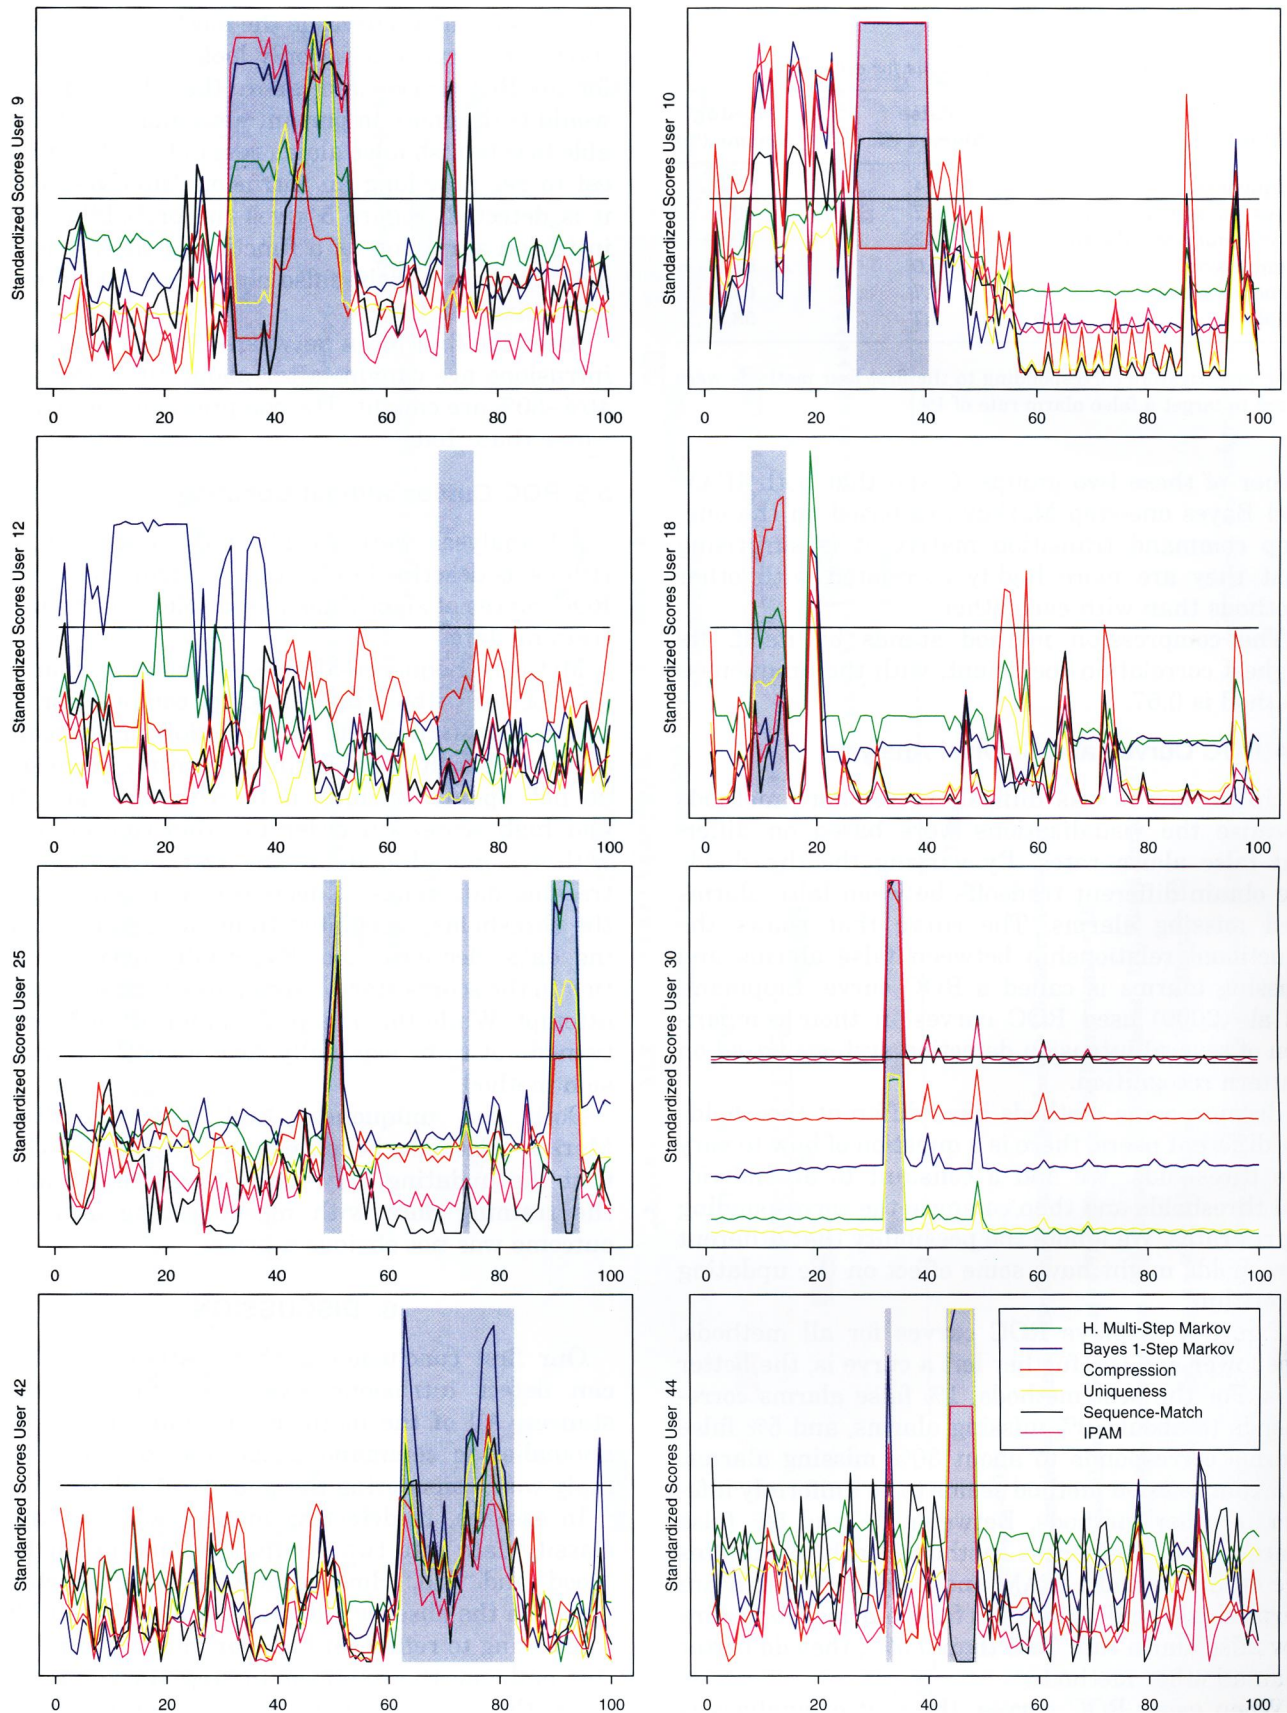 Standardized Scores User 9
0 20 40 60 80 100
Standardized Scores User 10
0 20 40 60 80 100
Standardized Scores User 12
0 20 40 60 80 100
Standardized Scores User 18
0 20 40 60 80 100
Standardized Scores User 25
0 20 40 60 80 100
Standardized Scores User 30
0 20 40 60 80 100
Standardized Scores User 42
0 20 40 60 80 100
Standardized Scores User 44
H. Multi-Step Markov
Bayes 1-Step Markov
Compression
Uniqueness
Sequence-Match
IPAM
0 20 40 60 80 100